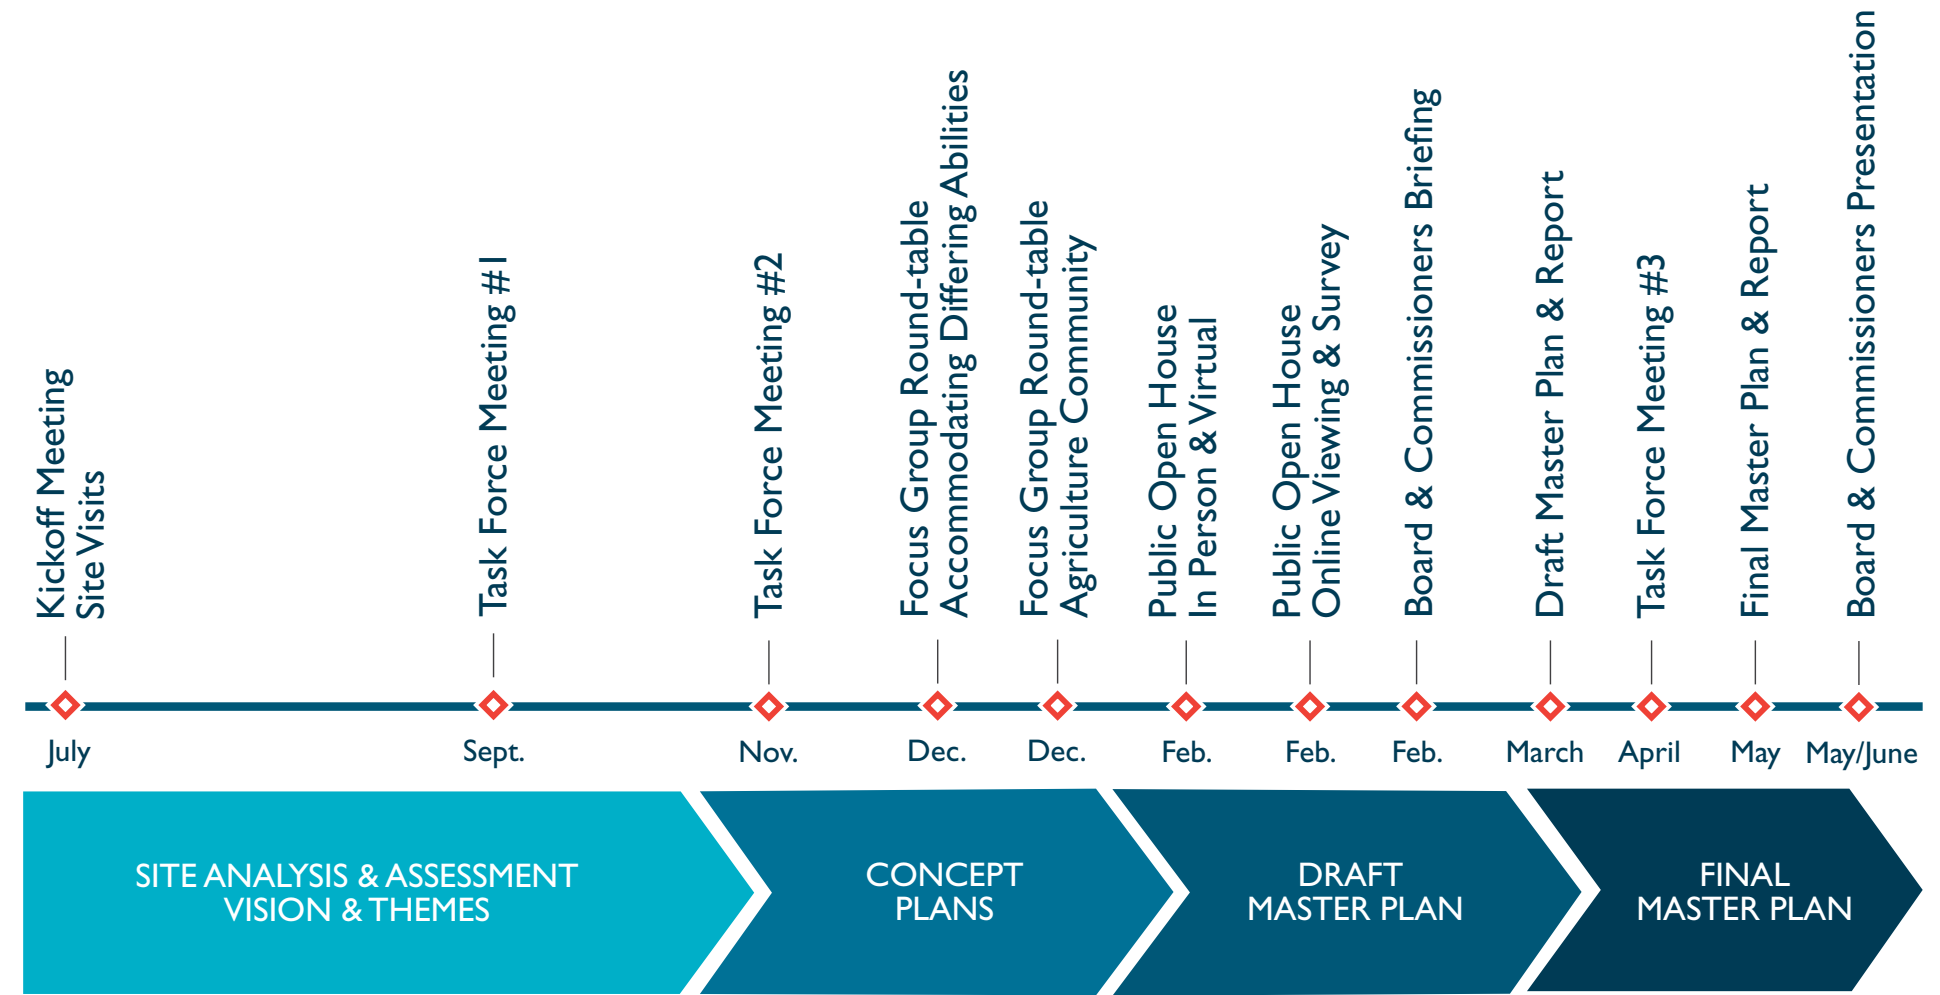 Kickoff Meeting
Site Visits
Task Force Meeting #1
Task Force Meeting #2
Focus Group Round-table
Accommodating Differing Abilities
Focus Group Round-table
Agriculture Community
Public Open House
In Person & Virtual
Public Open House
Online Viewing & Survey
Board & Commissioners Briefing
Draft Master Plan & Report
Task Force Meeting #3
Final Master Plan & Report
Board & Commissioners Presentation
July
Sept.
Nov.
Dec.
Dec.
Feb.
Feb.
Feb.
March
April
May
May/June
SITE ANALYSIS & ASSESSMENT
VISION & THEMES
CONCEPT
PLANS
DRAFT
MASTER PLAN
FINAL
MASTER PLAN